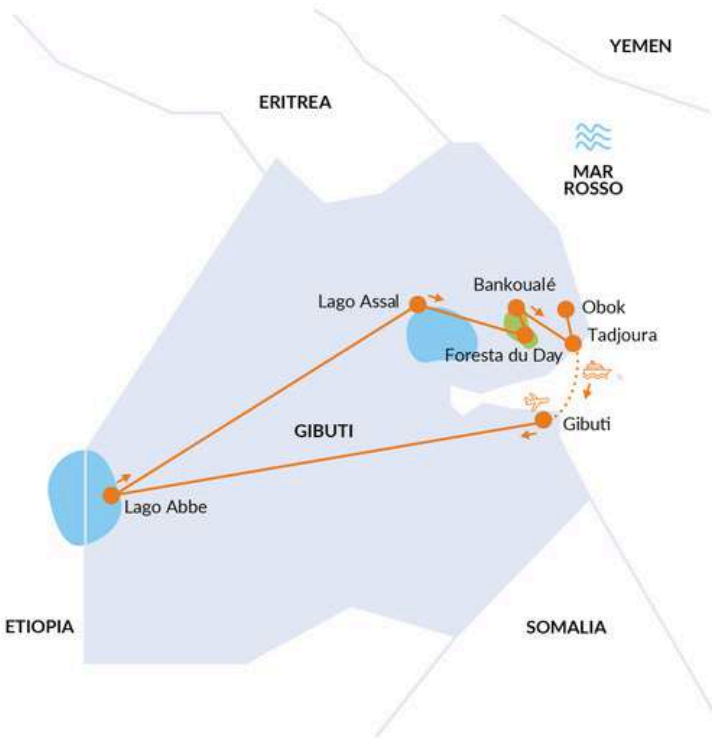 YEMEN
ERITREA
MAR
ROSSO
Bankoualé
Lago Assal
Obok
Tadjoura
Foresta du Day
Gibuti
GIBUTI
Lago Abbe
ETIOPIA
SOMALIA